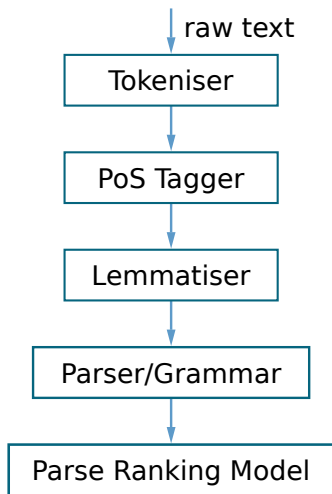 raw text
Tokeniser
PoS Tagger
Lemmatiser
Parser/Grammar
Parse Ranking Model